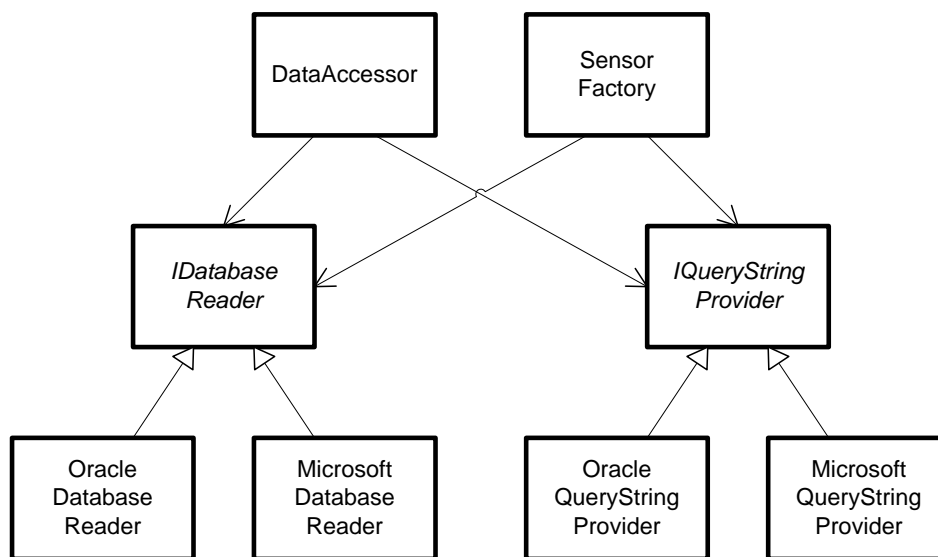 DataAccessor
Sensor
Factory
IDatabase
Reader
IQueryString
Provider
Oracle
Database
Reader
Microsoft
Database
Reader
Oracle
QueryString
Provider
Microsoft
QueryString
Provider